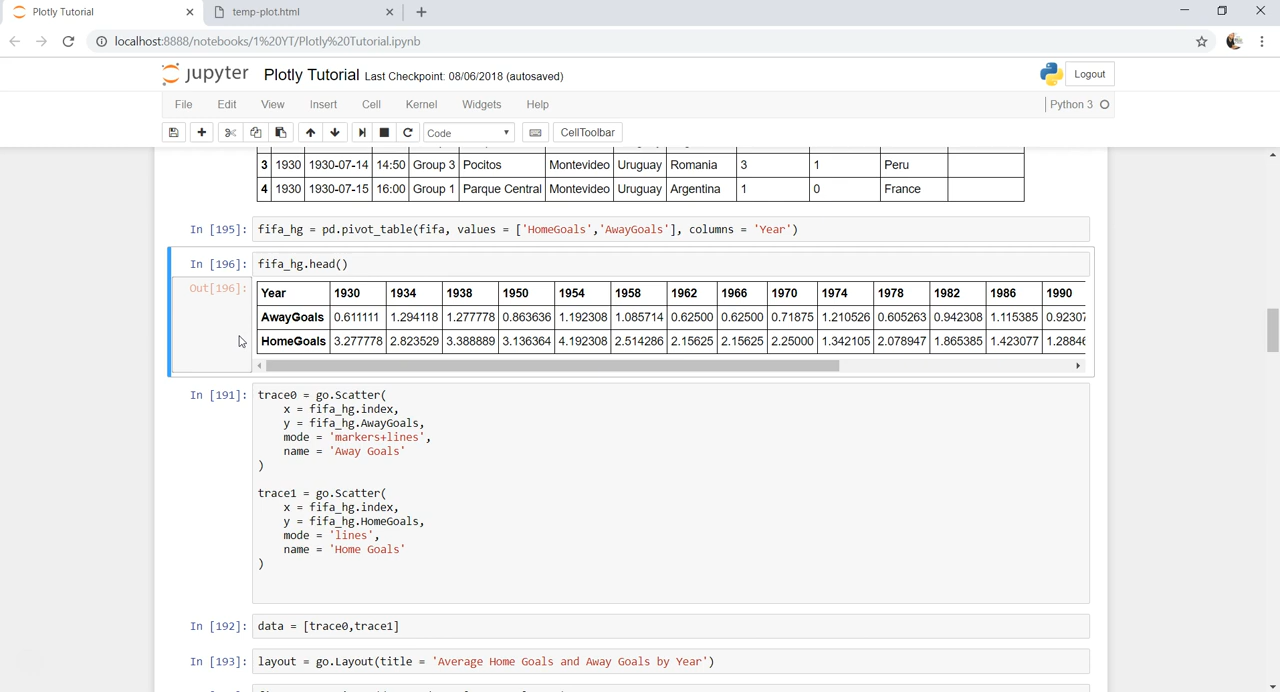 Plotly Tutorial
temp-plot.html
localhost:8888/notebooks/1%20YT/Plotly%20Tutorial.ipynb
jupyter Plotly Tutorial Last Checkpoint: 08/06/2018 (autosaved)
Logout
File Edit View Insert Cell Kernel Widgets Help
Python 3
Code
CellToolbar
3 1930 1930-07-14 14:50 Group 3 Pocitos Montevideo Uruguay Romania 3 1 Peru
4 1930 1930-07-15 16:00 Group 1 Parque Central Montevideo Uruguay Argentina 1 0 France
In [195]: fifa_hg = pd.pivot_table(fifa, values = ['HomeGoals','AwayGoals'], columns = 'Year')
In [196]: fifa_hg.head()
Out[196]:
Year 1930 1934 1938 1950 1954 1958 1962 1966 1970 1974 1978 1982 1986 1990
AwayGoals 0.611111 1.294118 1.277778 0.863636 1.192308 1.085714 0.62500 0.62500 0.71875 1.210526 0.605263 0.942308 1.115385 0.92307
HomeGoals 3.277778 2.823529 3.388889 3.136364 4.192308 2.514286 2.15625 2.15625 2.25000 1.342105 2.078947 1.865385 1.423077 1.28846
In [191]: trace0 = go.Scatter(
x = fifa_hg.index,
y = fifa_hg.AwayGoals,
mode = 'markers+lines',
name = 'Away Goals'
)
trace1 = go.Scatter(
x = fifa_hg.index,
y = fifa_hg.HomeGoals,
mode = 'lines',
name = 'Home Goals'
)
In [192]: data = [trace0,trace1]
In [193]: layout = go.Layout(title = 'Average Home Goals and Away Goals by Year')